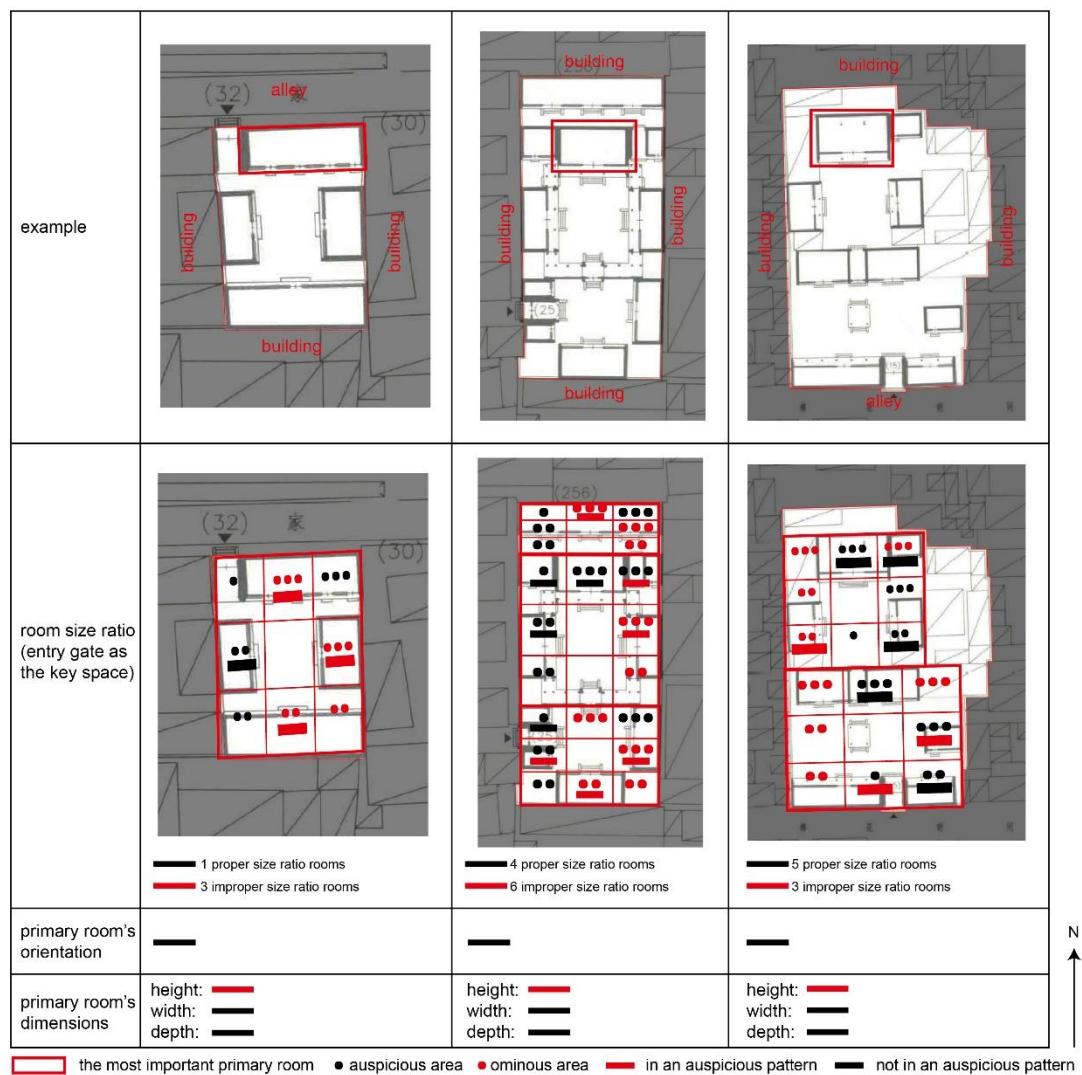 example
alley
(32)
家
(30)
building
building
building
building
building
building
(25)
building
building
building
building
(15)
alley
room size ratio
(entry gate as
the key space)
(32)
家
(30)
(256)
1 proper size ratio rooms
3 improper size ratio rooms
4 proper size ratio rooms
6 improper size ratio rooms
5 proper size ratio rooms
3 improper size ratio rooms
primary room's
orientation
N
primary room's
dimensions
height:
width:
depth:
height:
width:
depth:
height:
width:
depth:
the most important primary room
auspicious area
ominous area
in an auspicious pattern
not in an auspicious pattern